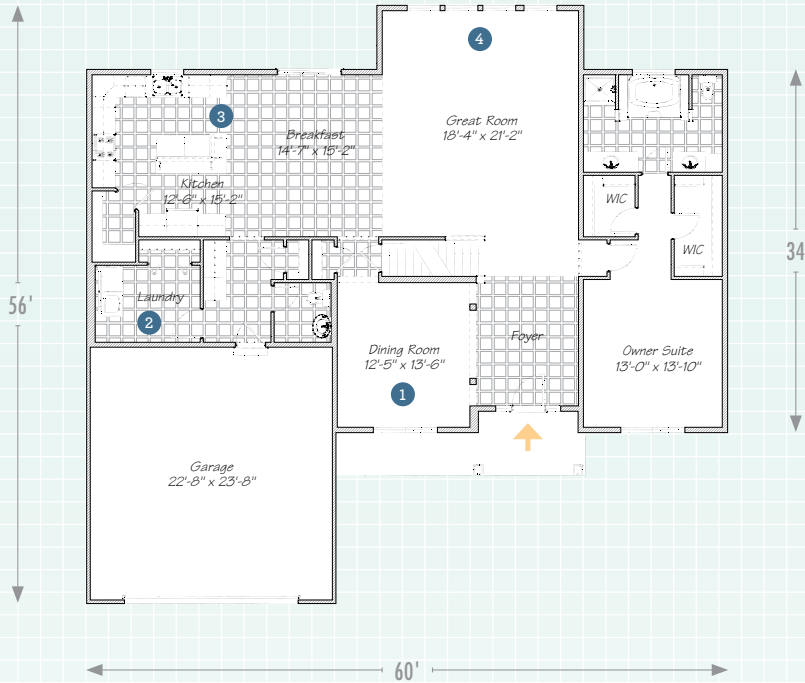 4
Great Room
18'-4" x 21'-2"
3
Breakfast
14'-7" x 15'-2"
Kitchen
12'-6" x 15'-2"
WIC
WIC
34
56'
Laundry
2
Dining Room
12'-5" x 13'-6"
1
Foyer
Owner Suite
13'-0" x 13'-10"
Garage
22'-8" x 23'-8"
60'